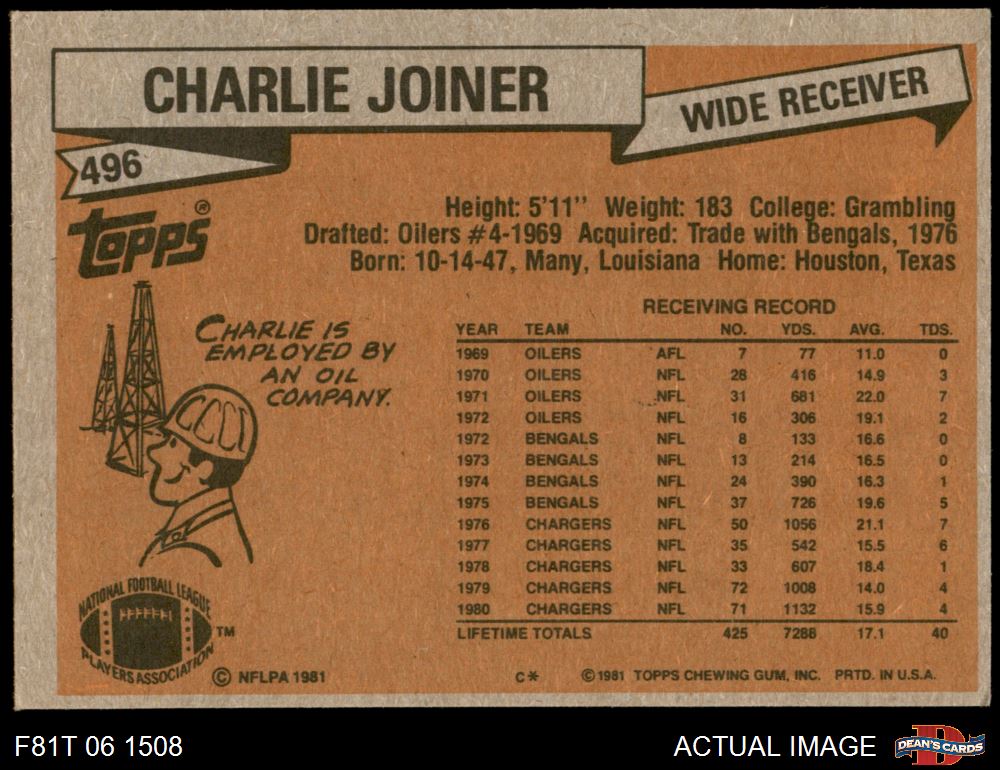 CHARLIE JOINER
WIDE RECEIVER
496
topps®
Height: 5'11" Weight: 183 College: Grambling
Drafted: Oilers #4-1969 Acquired: Trade with Bengals, 1976
Born: 10-14-47, Many, Louisiana Home: Houston, Texas
CHARLIE IS
EMPLOYED BY
AN OIL
COMPANY.
RECEIVING RECORD
YEAR TEAM NO. YDS. AVG. TDS.
1969 OILERS AFL 7 77 11.0 0
1970 OILERS NFL 28 416 14.9 3
1971 OILERS NFL 31 681 22.0 7
1972 OILERS NFL 16 306 19.1 2
1972 BENGALS NFL 8 133 16.6 0
1973 BENGALS NFL 13 214 16.5 0
1974 BENGALS NFL 24 390 16.3 1
1975 BENGALS NFL 37 726 19.6 5
1976 CHARGERS NFL 50 1056 21.1 7
1977 CHARGERS NFL 35 542 15.5 6
1978 CHARGERS NFL 33 607 18.4 1
1979 CHARGERS NFL 72 1008 14.0 4
1980 CHARGERS NFL 71 1132 15.9 4
LIFETIME TOTALS 425 7288 17.1 40
NATIONAL FOOTBALL LEAGUE
PLAYERS ASSOCIATION
TM
© NFLPA 1981
C*
© 1981 TOPPS CHEWING GUM, INC. PRTD. IN U.S.A.
F81T 06 1508
ACTUAL IMAGE
D
DEAN'S CARDS